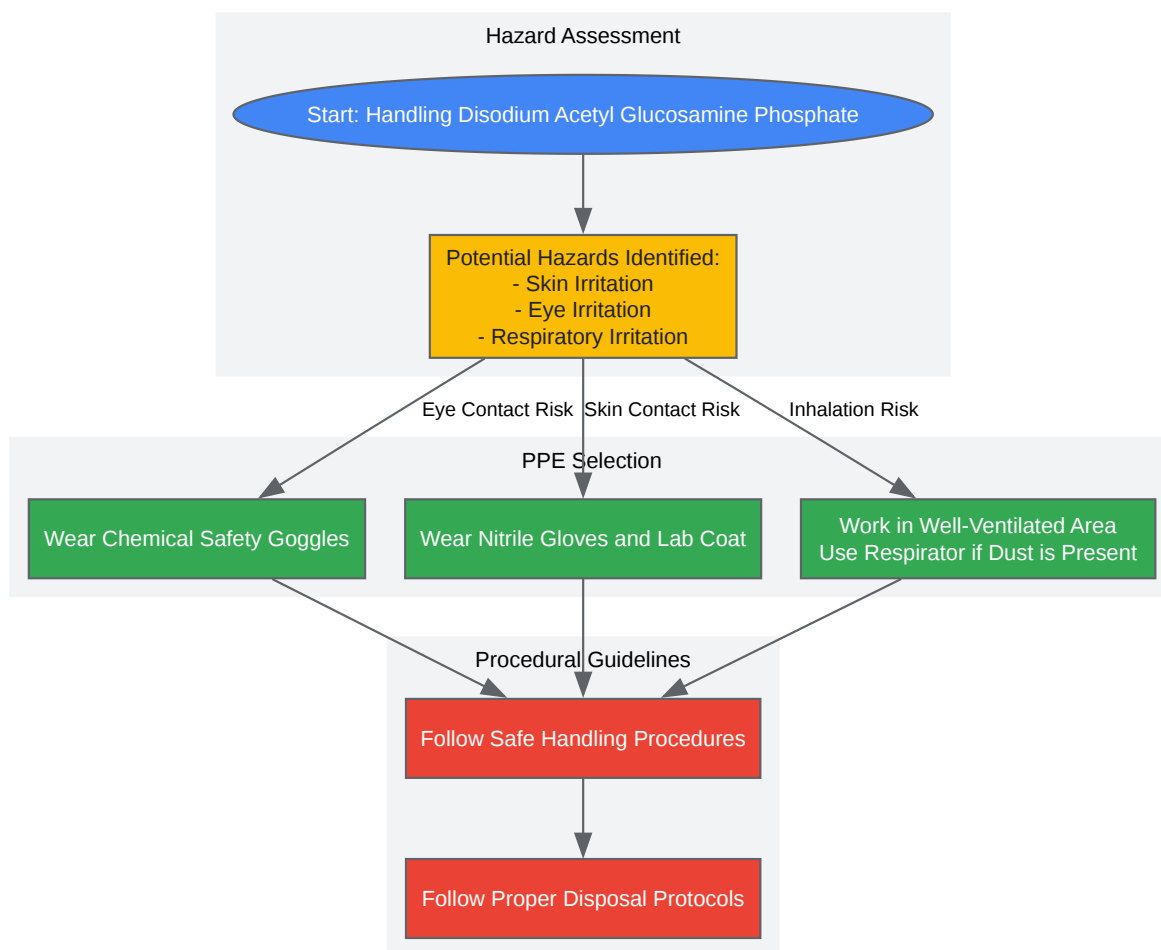 Hazard Assessment
Start: Handling Disodium Acetyl Glucosamine Phosphate
Potential Hazards Identified:
- Skin Irritation
- Eye Irritation
- Respiratory Irritation
Eye Contact Risk
Skin Contact Risk
Inhalation Risk
PPE Selection
Wear Chemical Safety Goggles
Wear Nitrile Gloves and Lab Coat
Work in Well-Ventilated Area
Use Respirator if Dust is Present
Procedural Guidelines
Follow Safe Handling Procedures
Follow Proper Disposal Protocols